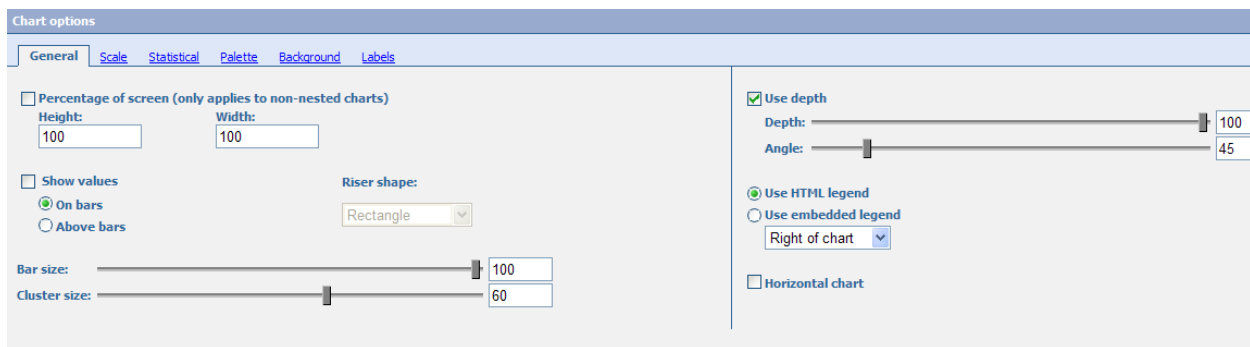 Chart options
General Scale Statistical Palette Background Labels
Percentage of screen (only applies to non-nested charts)
Height: Width:
100 100
Show values
On bars
Above bars
Riser shape:
Rectangle
Bar size: 100
Cluster size: 60
Use depth
Depth: 100
Angle: 45
Use HTML legend
Use embedded legend
Right of chart
Horizontal chart